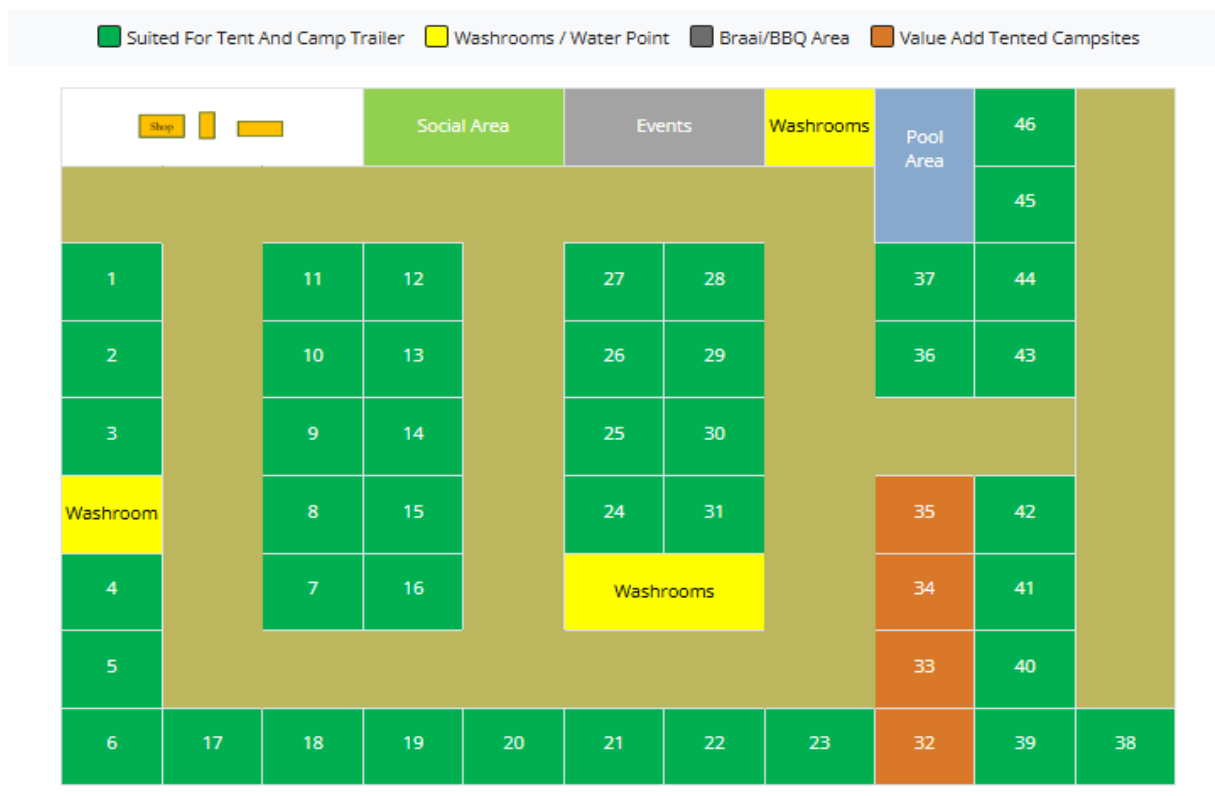 Suited For Tent And Camp Trailer Washrooms / Water Point Braai/BBQ Area Value Add Tented Campsites
Shop Social Area Events Washrooms Pool Area 46
45
1 11 12 27 28 37 44
2 10 13 26 29 36 43
3 9 14 25 30
Washroom 8 15 24 31 35 42
4 7 16 Washrooms 34 41
5 33 40
6 17 18 19 20 21 22 23 32 39 38